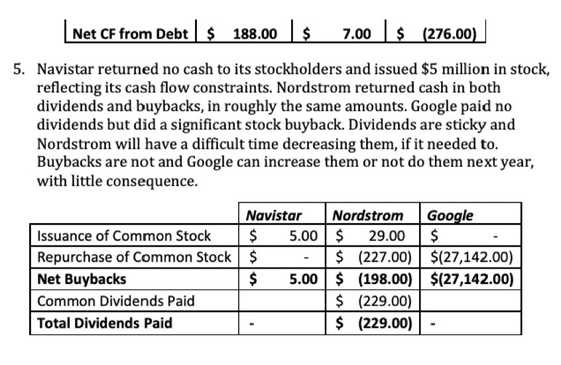 Net CF from Debt $ 188.00 $ 7.00 $ (276.00)
5. Navistar returned no cash to its stockholders and issued $5 million in stock,
reflecting its cash flow constraints. Nordstrom returned cash in both
dividends and buybacks, in roughly the same amounts. Google paid no
dividends but did a significant stock buyback. Dividends are sticky and
Nordstrom will have a difficult time decreasing them, if it needed to.
Buybacks are not and Google can increase them or not do them next year,
with little consequence.
Navistar Nordstrom Google
Issuance of Common Stock $ 5.00 $ 29.00 $ -
Repurchase of Common Stock $ - $ (227.00) $(27,142.00)
Net Buybacks $ 5.00 $ (198.00) $(27,142.00)
Common Dividends Paid $ (229.00)
Total Dividends Paid - $ (229.00) -